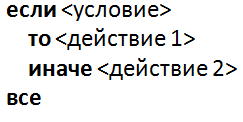 если <условие>
то <действие 1>
иначе <действие 2>
все